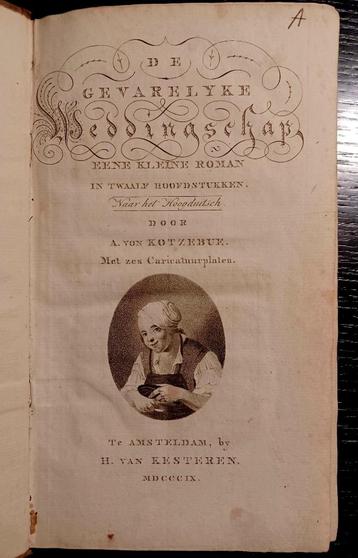 A
DE
GEVARELYKE
Weddingschap,
EENE KLEINE ROMAN
IN TWAALF HOOFDSTUKKEN.
Naar het Hoogduitsch
DOOR
A. VON KOTZEBUE.
Met zes Caricatuurplaten.
Te AMSTELDAM, by
H. VAN KESTEREN.
MDCCCIX.